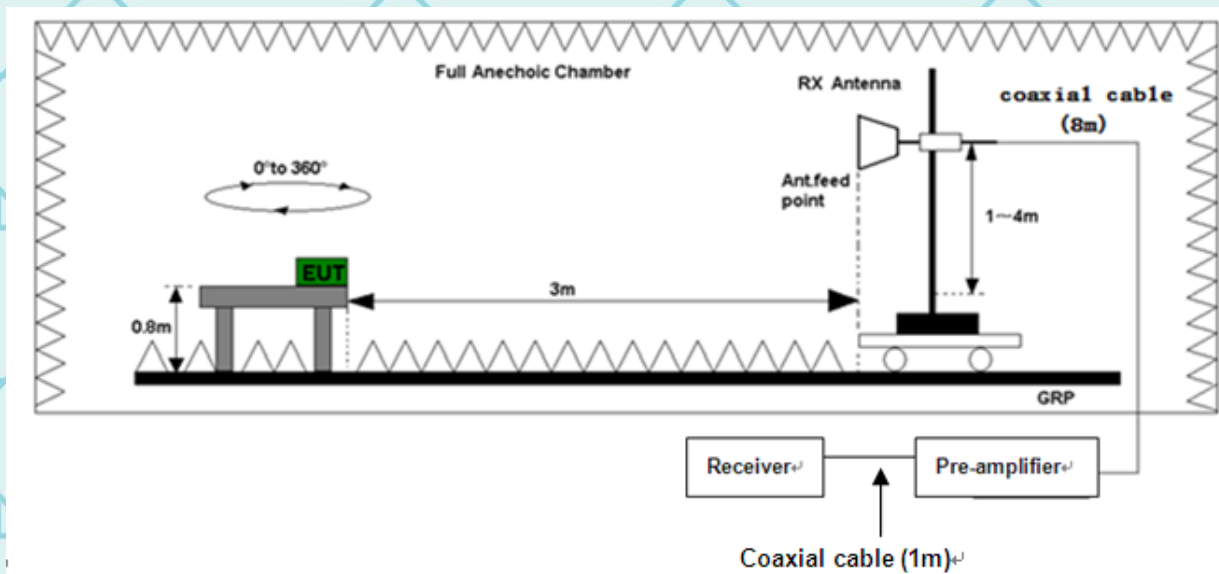 Full Anechoic Chamber
RX Antenna
coaxial cable
(8m)
0°to 360°
Ant.feed
point
1～4m
EUT
3m
0.8m
GRP
Receiver↵
Pre-amplifier↵
Coaxial cable (1m)↵